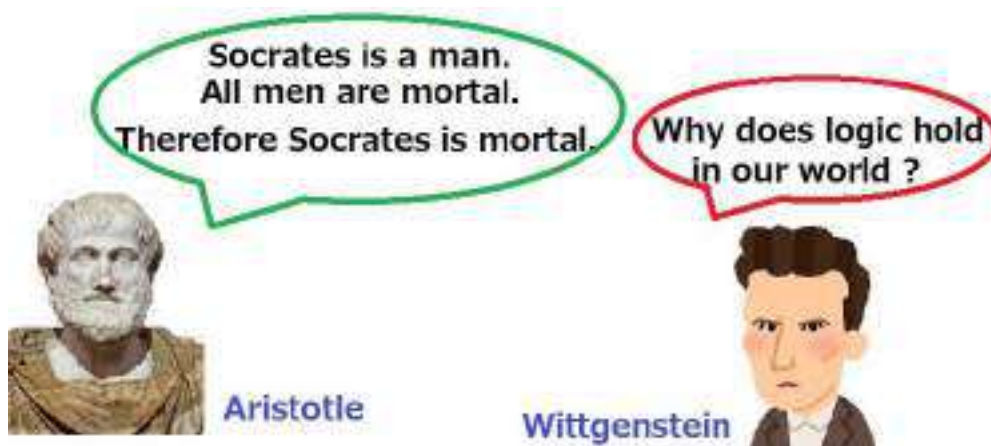 Socrates is a man.
All men are mortal.
Therefore Socrates is mortal.
Why does logic hold
in our world ?
Aristotle
Wittgenstein